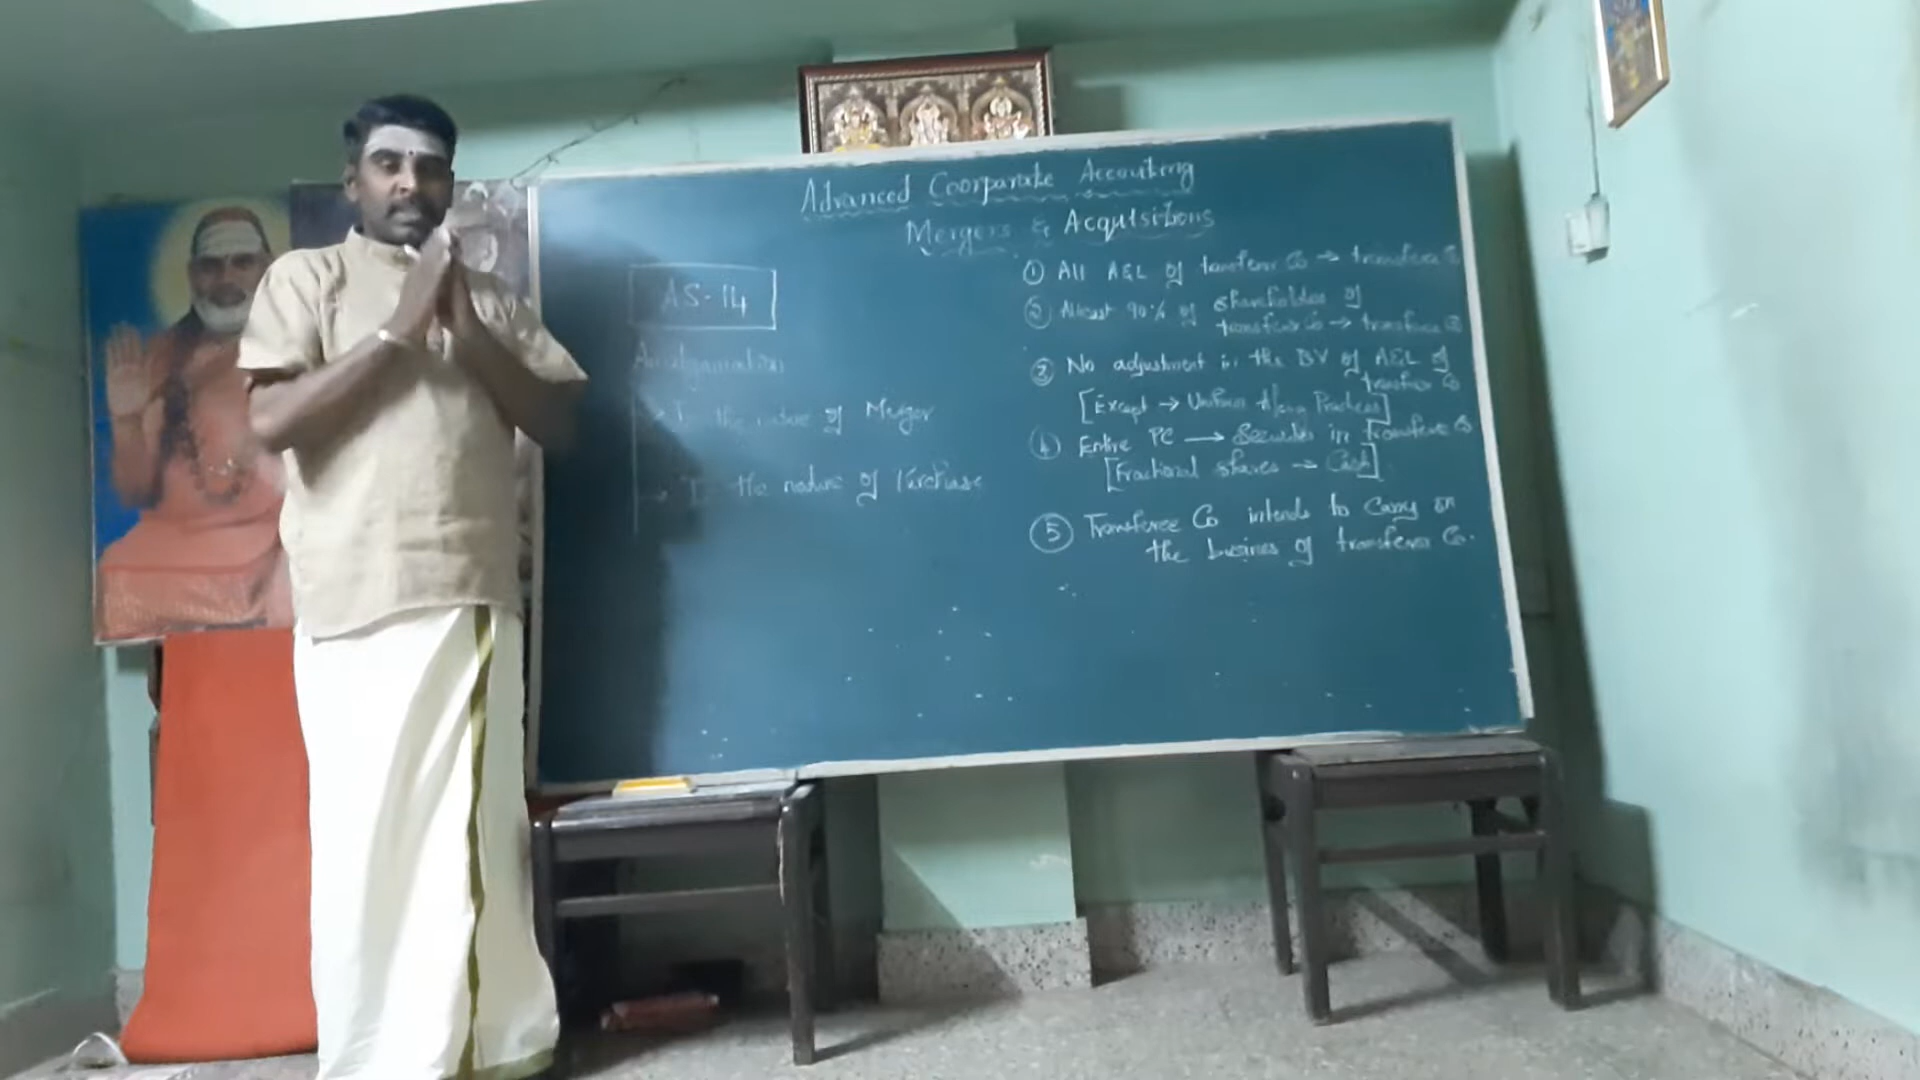 Advanced Coorparate Accounting
Mergers & Acquisitions
AS-14
Amalgamation
→ In the nature of Merger
→ In the nature of Purchase
① All A&L of transferor Co → transferee Co
② Atleast 90% of shareholders of
transferor Co → transferee Co
③ No adjustment in the BV of A&L of
transferor Co
[Except → Uniform A/cing Practices]
④ Entire PC → Securities in transferee Co
[Fractional shares → Cash]
⑤ Transferee Co intends to carry on
the business of transferor Co.